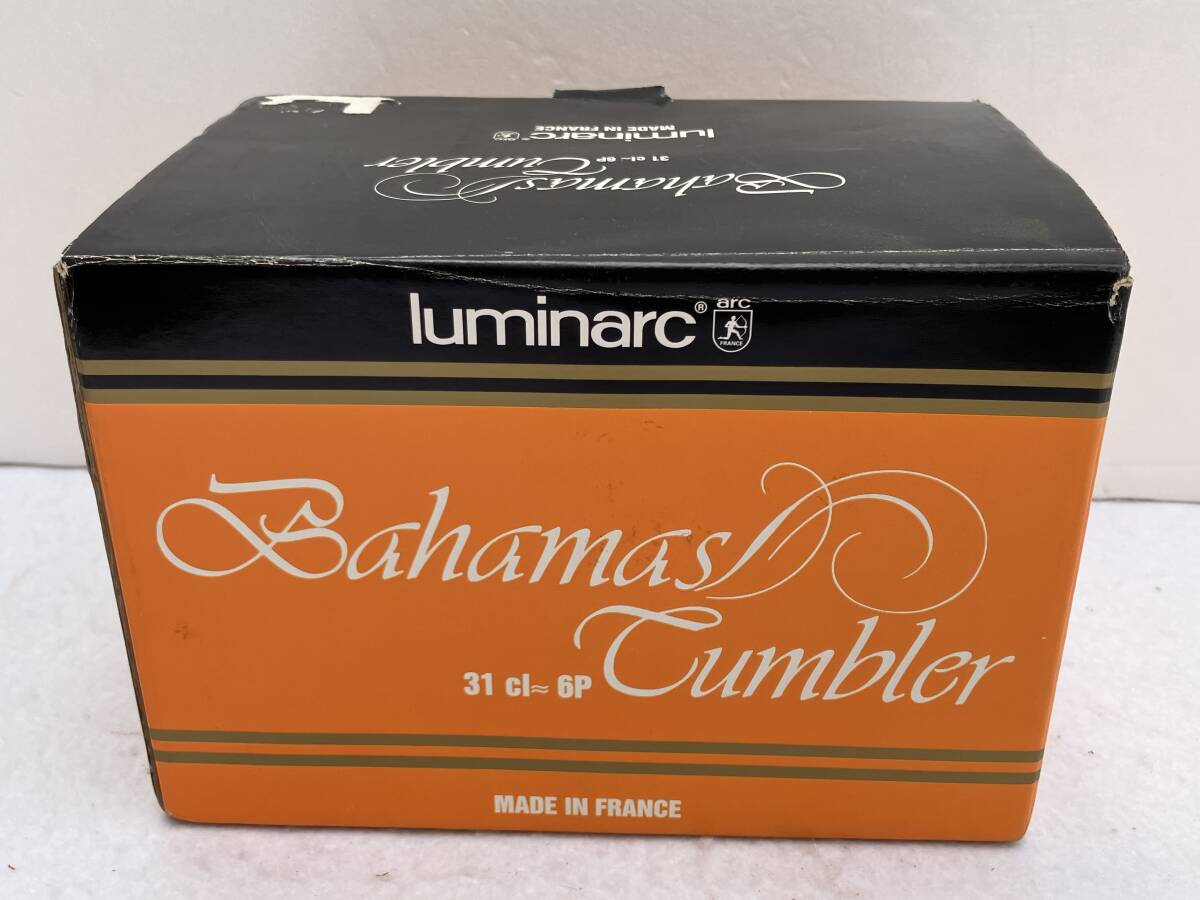 luminarc
MADE IN FRANCE
31 cl≈ 6P Tumbler
Bahamas
luminarc® arc
FRANCE
Bahamas
31 cl≈ 6P Tumbler
MADE IN FRANCE